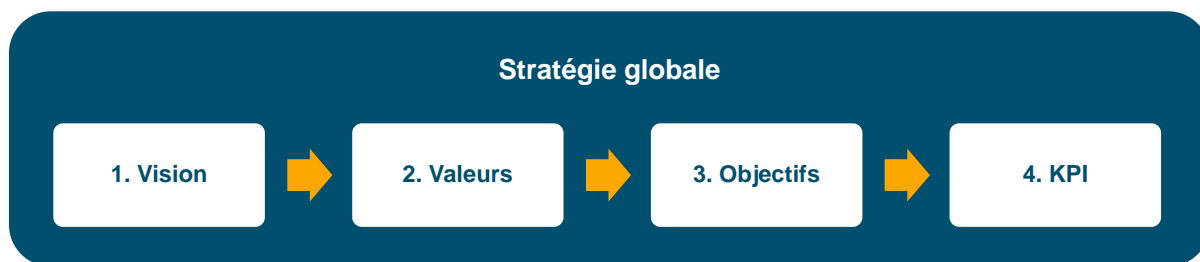 Stratégie globale
1. Vision
2. Valeurs
3. Objectifs
4. KPI